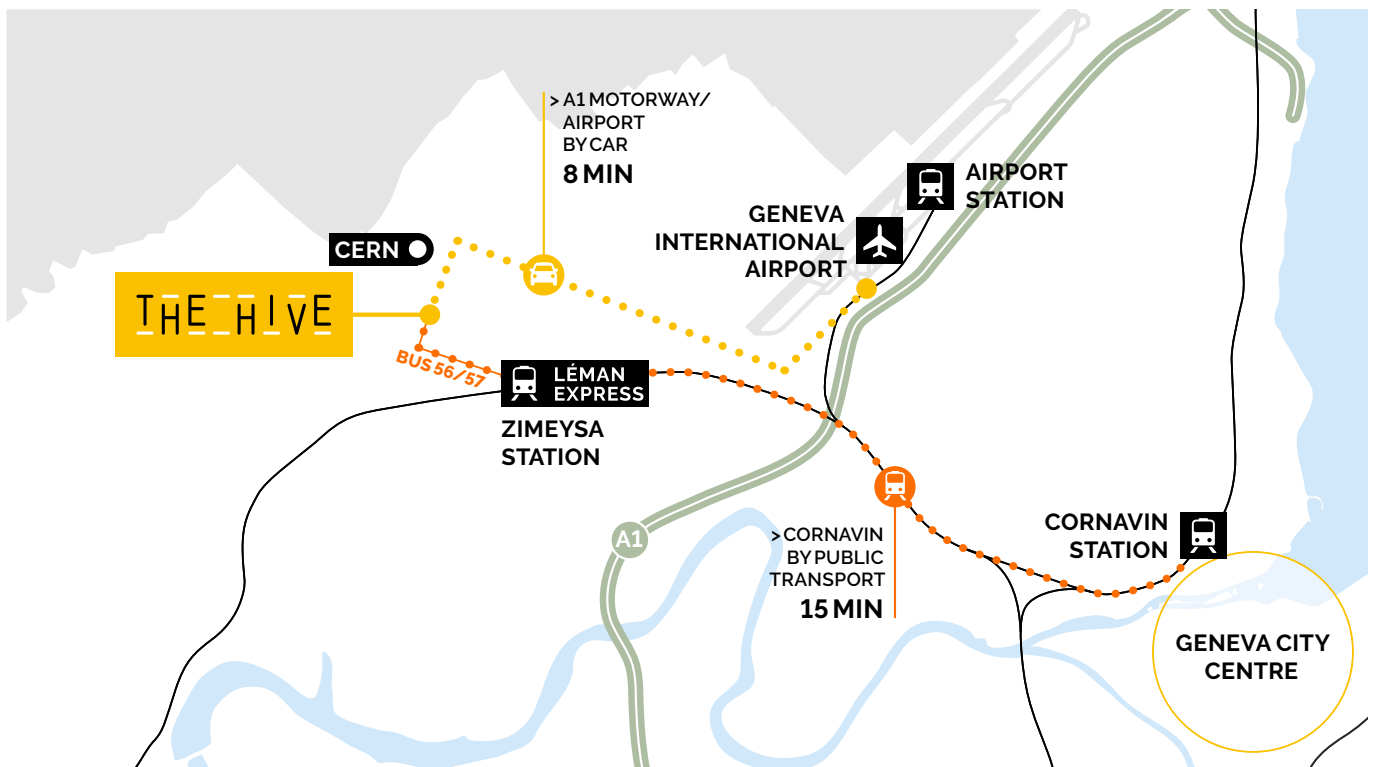 > A1 MOTORWAY/
AIRPORT
BY CAR
8 MIN
AIRPORT
STATION
GENEVA
INTERNATIONAL
AIRPORT
CERN
THE HIVE
BUS 56/57
LÉMAN
EXPRESS
ZIMEYSA
STATION
A1
> CORNAVIN
BY PUBLIC
TRANSPORT
15 MIN
CORNAVIN
STATION
GENEVA CITY
CENTRE